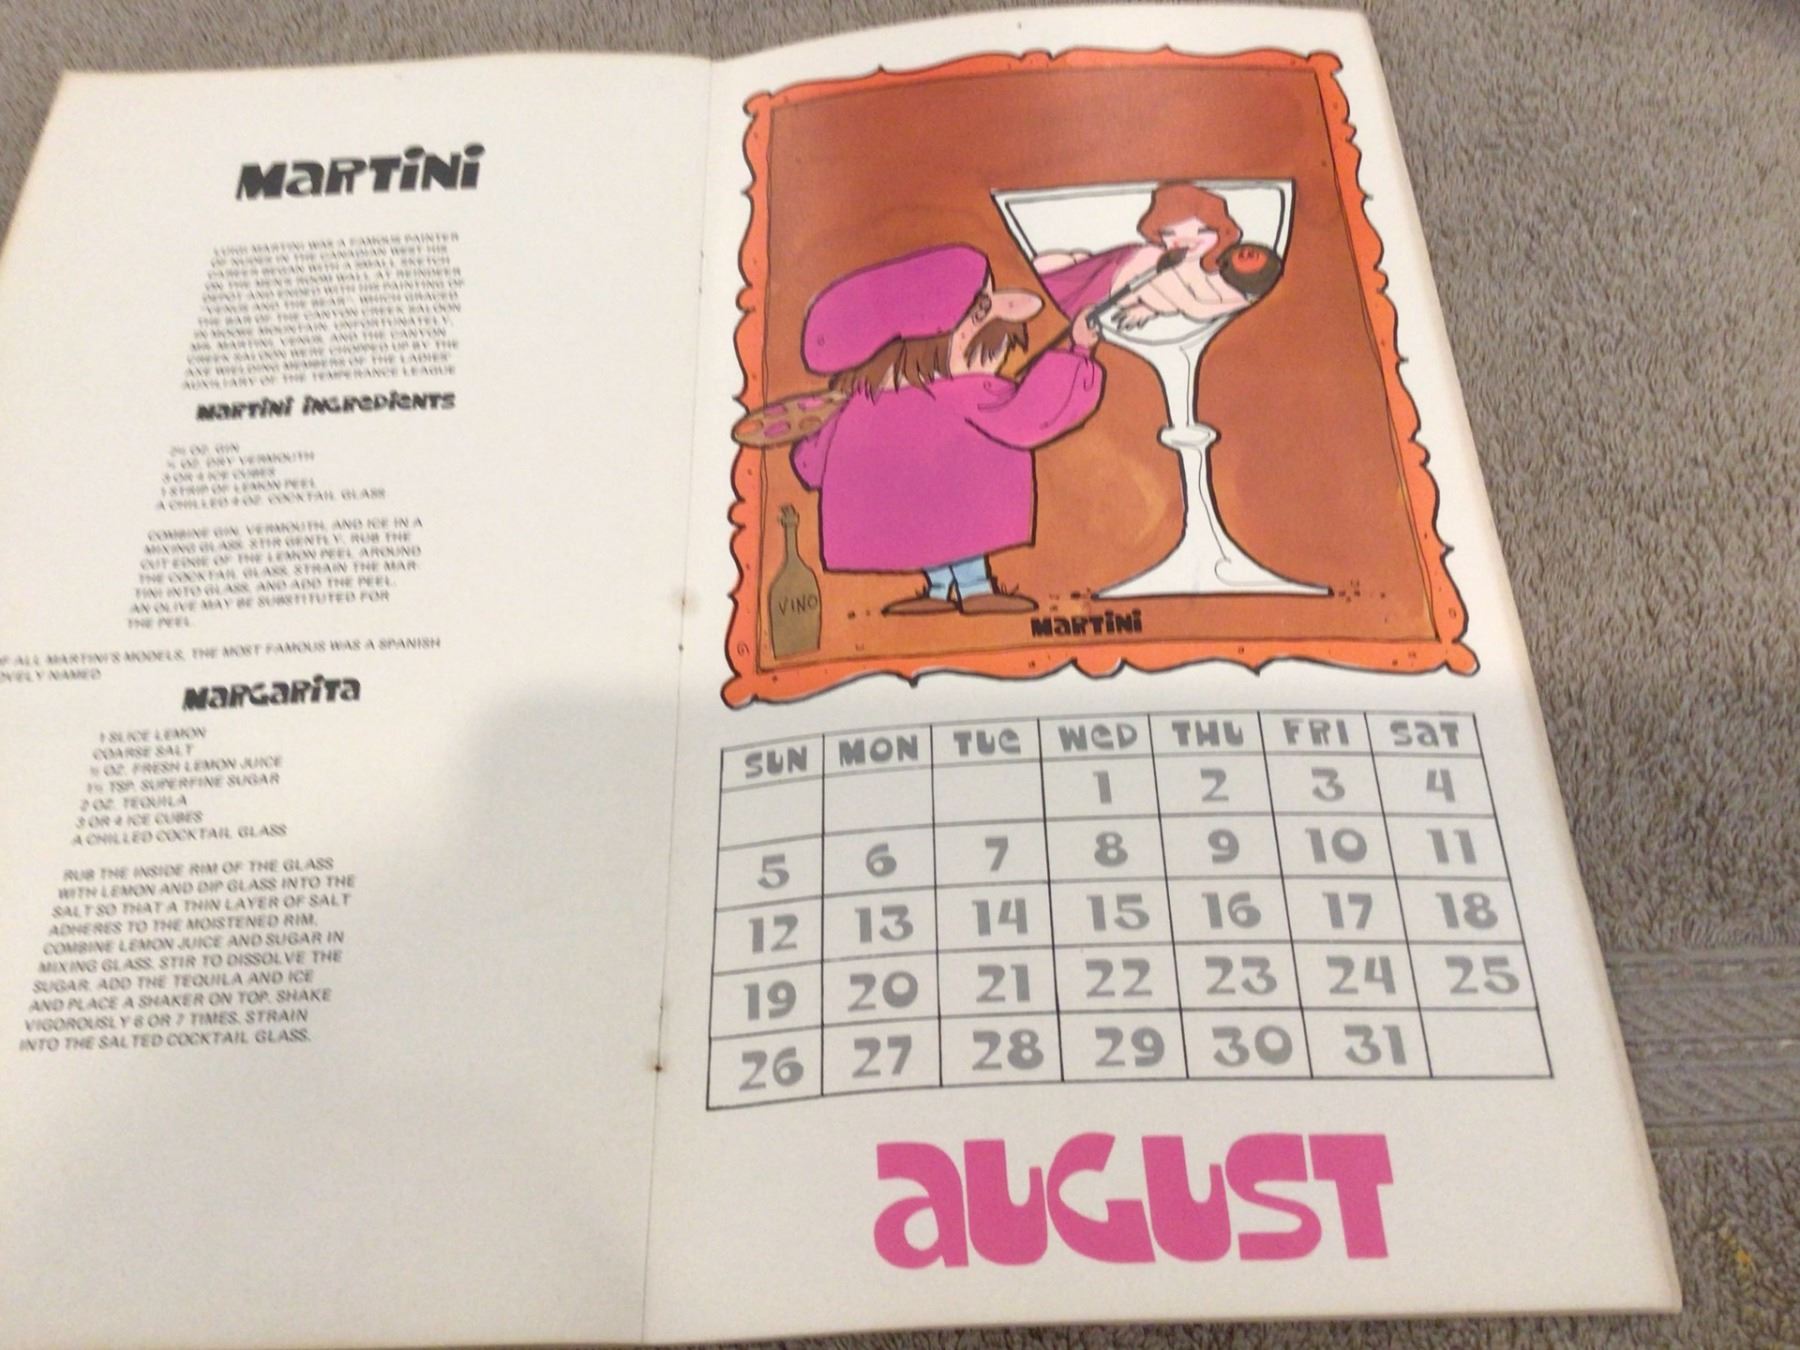 MARTINI
LUIGI MARTINI WAS A FAMOUS PAINTER
OF NUDES IN THE CANADIAN WEST. HIS
CAREER BEGAN WITH A SMALL SKETCH
ON THE MEN'S ROOM WALL AT REINDEER
DEPOT AND ENDED WITH HIS PAINTING OF
"VENUS AND THE BEAR", WHICH GRACED
THE BAR OF THE CANYON CREEK SALOON
IN MOOSE MOUNTAIN. UNFORTUNATELY,
MR. MARTINI, VENUS, AND THE CANYON
CREEK SALOON WERE CHOPPED UP BY THE
AXE WIELDING MEMBERS OF THE LADIES'
AUXILIARY OF THE TEMPERANCE LEAGUE
MARTINI INGREDIENTS
2½ OZ. GIN
½ OZ. DRY VERMOUTH
3 OR 4 ICE CUBES
1 STRIP OF LEMON PEEL
A CHILLED 4 OZ. COCKTAIL GLASS
COMBINE GIN, VERMOUTH, AND ICE IN A
MIXING GLASS. STIR GENTLY. RUB THE
CUT EDGE OF THE LEMON PEEL AROUND
THE COCKTAIL GLASS, STRAIN THE MAR-
TINI INTO GLASS, AND ADD THE PEEL.
AN OLIVE MAY BE SUBSTITUTED FOR
THE PEEL.
OF ALL MARTINI'S MODELS, THE MOST FAMOUS WAS A SPANISH
LOVELY NAMED
MARGARITA
1 SLICE LEMON
COARSE SALT
½ OZ. FRESH LEMON JUICE
1½ TSP. SUPERFINE SUGAR
2 OZ. TEQUILA
3 OR 4 ICE CUBES
A CHILLED COCKTAIL GLASS
RUB THE INSIDE RIM OF THE GLASS
WITH LEMON AND DIP GLASS INTO THE
SALT SO THAT A THIN LAYER OF SALT
ADHERES TO THE MOISTENED RIM.
COMBINE LEMON JUICE AND SUGAR IN
MIXING GLASS. STIR TO DISSOLVE THE
SUGAR. ADD THE TEQUILA AND ICE
AND PLACE A SHAKER ON TOP. SHAKE
VIGOROUSLY 6 OR 7 TIMES. STRAIN
INTO THE SALTED COCKTAIL GLASS.
VINO
MARTINI
SUN MON TUE WED THU FRI SAT
1 2 3 4
5 6 7 8 9 10 11
12 13 14 15 16 17 18
19 20 21 22 23 24 25
26 27 28 29 30 31
AUGUST